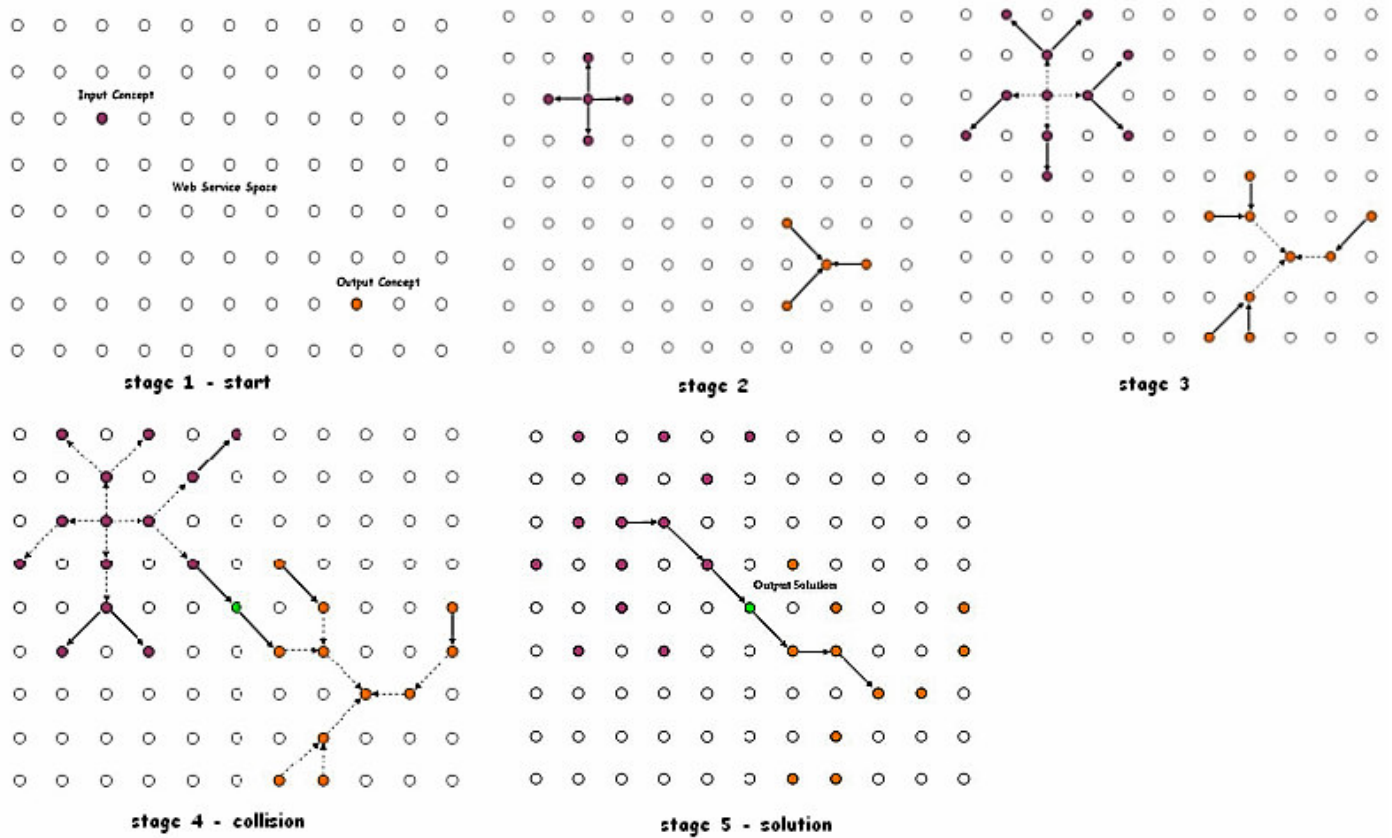 Input Concept
Web Service Space
Output Concept
stage 1 - start
stage 2
stage 3
Output Solution
stage 4 - collision
stage 5 - solution